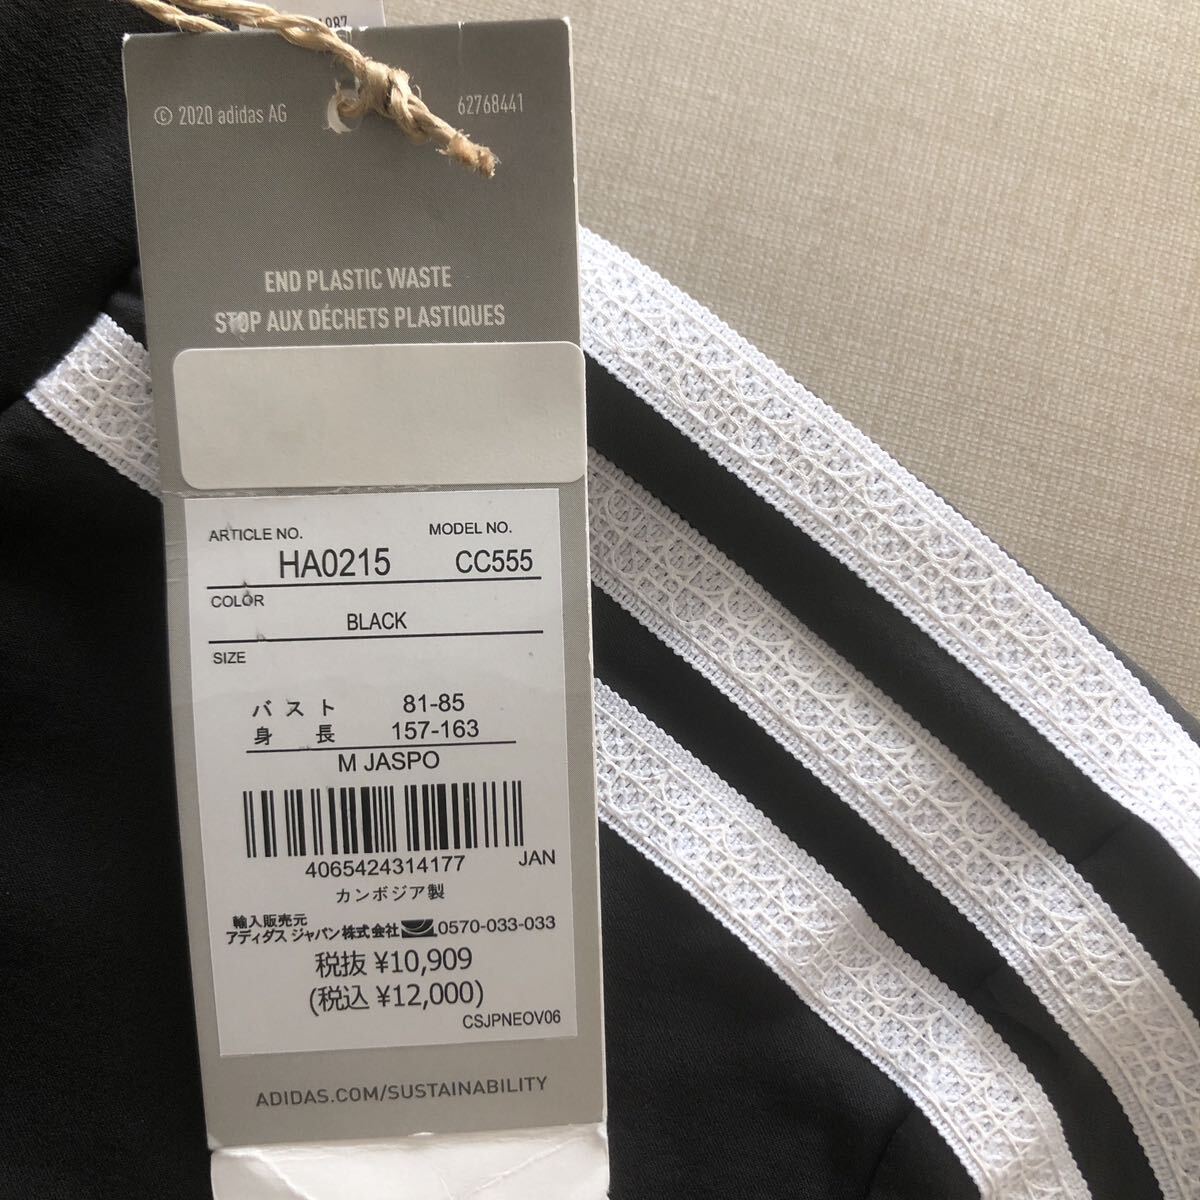 © 2020 adidas AG 62768441
END PLASTIC WASTE
STOP AUX DÉCHETS PLASTIQUES
ARTICLE NO. MODEL NO.
HA0215 CC555
COLOR
BLACK
SIZE
バスト 81-85
身長 157-163
M JASPO
4065424314177 JAN
カンボジア製
輸入販売元
アディダス ジャパン株式会社 0570-033-033
税抜 ¥10,909
(税込 ¥12,000)
CSJPNEOV06
ADIDAS.COM/SUSTAINABILITY